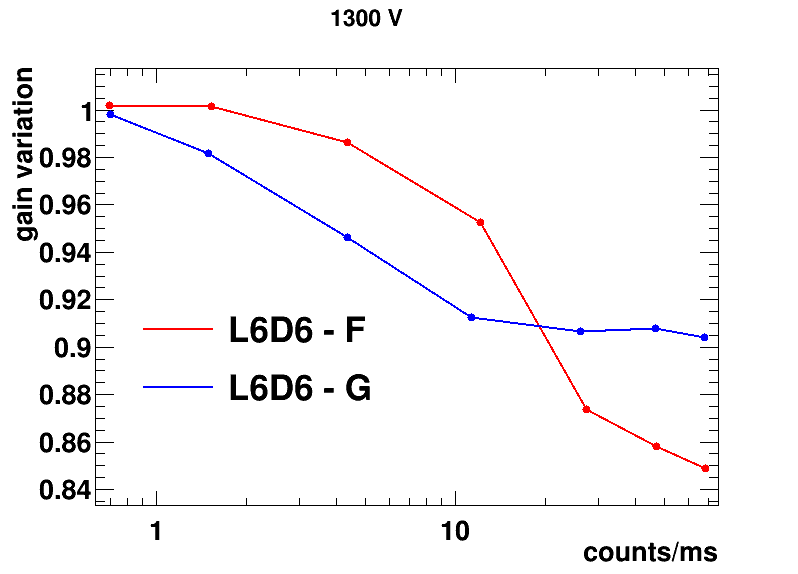 1300 V
gain variation
1
0.98
0.96
0.94
0.92
0.9
0.88
0.86
0.84
L6D6 - F
L6D6 - G
1
10
counts/ms